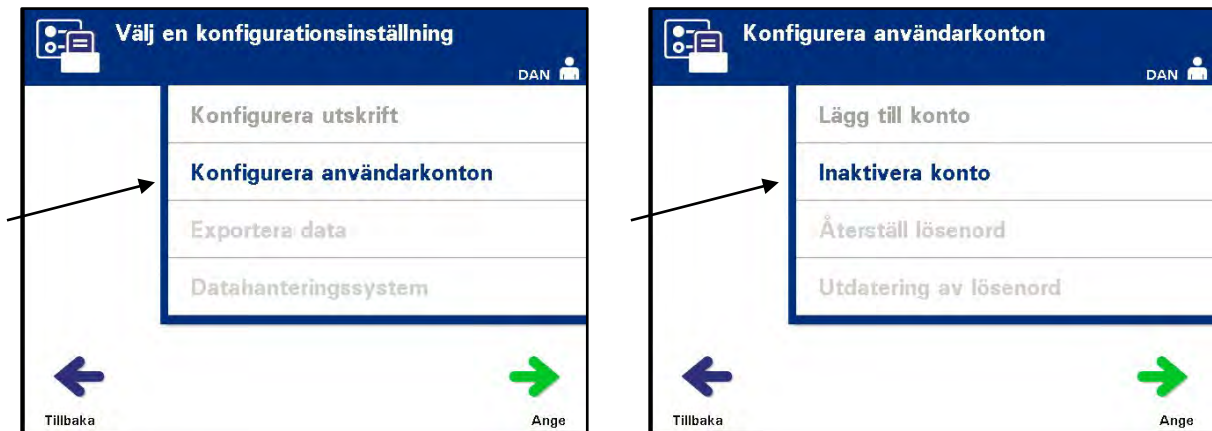 Välj en konfigurationsinställning
DAN
Konfigurera utskrift
Konfigurera användarkonton
Exportera data
Datahanteringssystem
Tillbaka
Ange
Konfigurera användarkonton
DAN
Lägg till konto
Inaktivera konto
Återställ lösenord
Utdatering av lösenord
Tillbaka
Ange